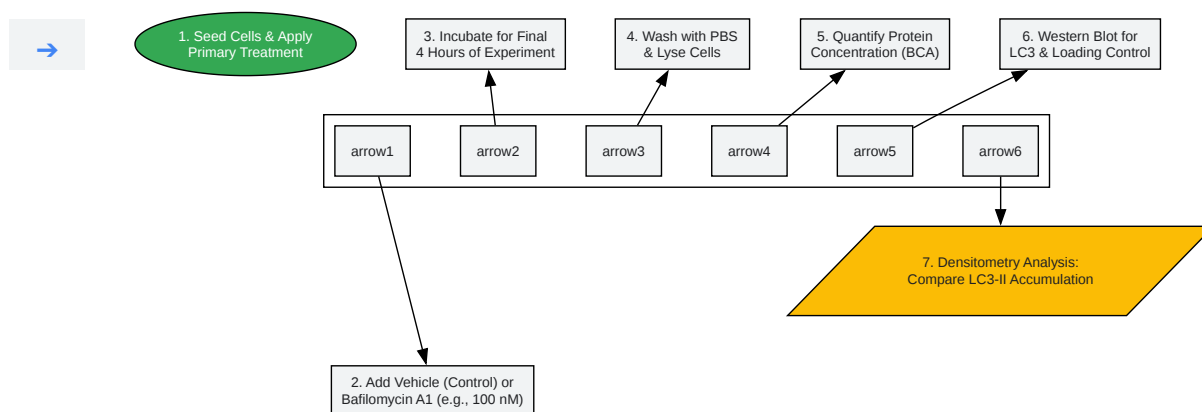 ➔
1. Seed Cells & Apply
Primary Treatment
3. Incubate for Final
4 Hours of Experiment
4. Wash with PBS
& Lyse Cells
5. Quantify Protein
Concentration (BCA)
6. Western Blot for
LC3 & Loading Control
arrow1
arrow2
arrow3
arrow4
arrow5
arrow6
7. Densitometry Analysis:
Compare LC3-II Accumulation
2. Add Vehicle (Control) or
Bafilomycin A1 (e.g., 100 nM)